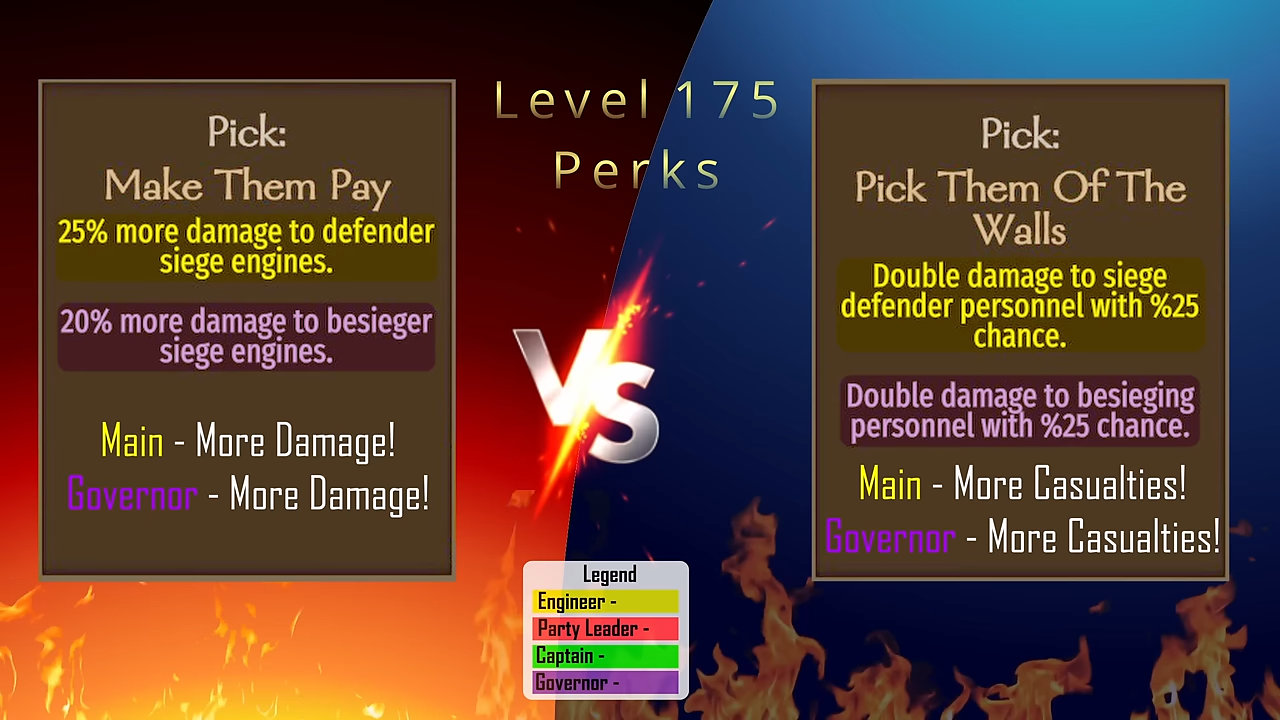 Level 175
Perks
Pick:
Make Them Pay
25% more damage to defender
siege engines.
20% more damage to besieger
siege engines.
Main - More Damage!
Governor - More Damage!
VS
Pick:
Pick Them Of The
Walls
Double damage to siege
defender personnel with %25
chance.
Double damage to besieging
personnel with %25 chance.
Main - More Casualties!
Governor - More Casualties!
Legend
Engineer -
Party Leader -
Captain -
Governor -